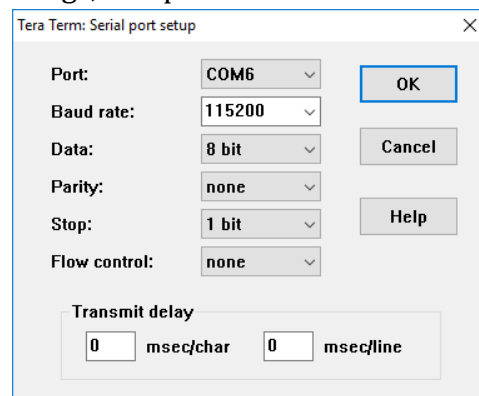 Tera Term: Serial port setup
Port: COM6 OK
Baud rate: 115200
Data: 8 bit Cancel
Parity: none
Stop: 1 bit Help
Flow control: none
Transmit delay
0 msec/char 0 msec/line